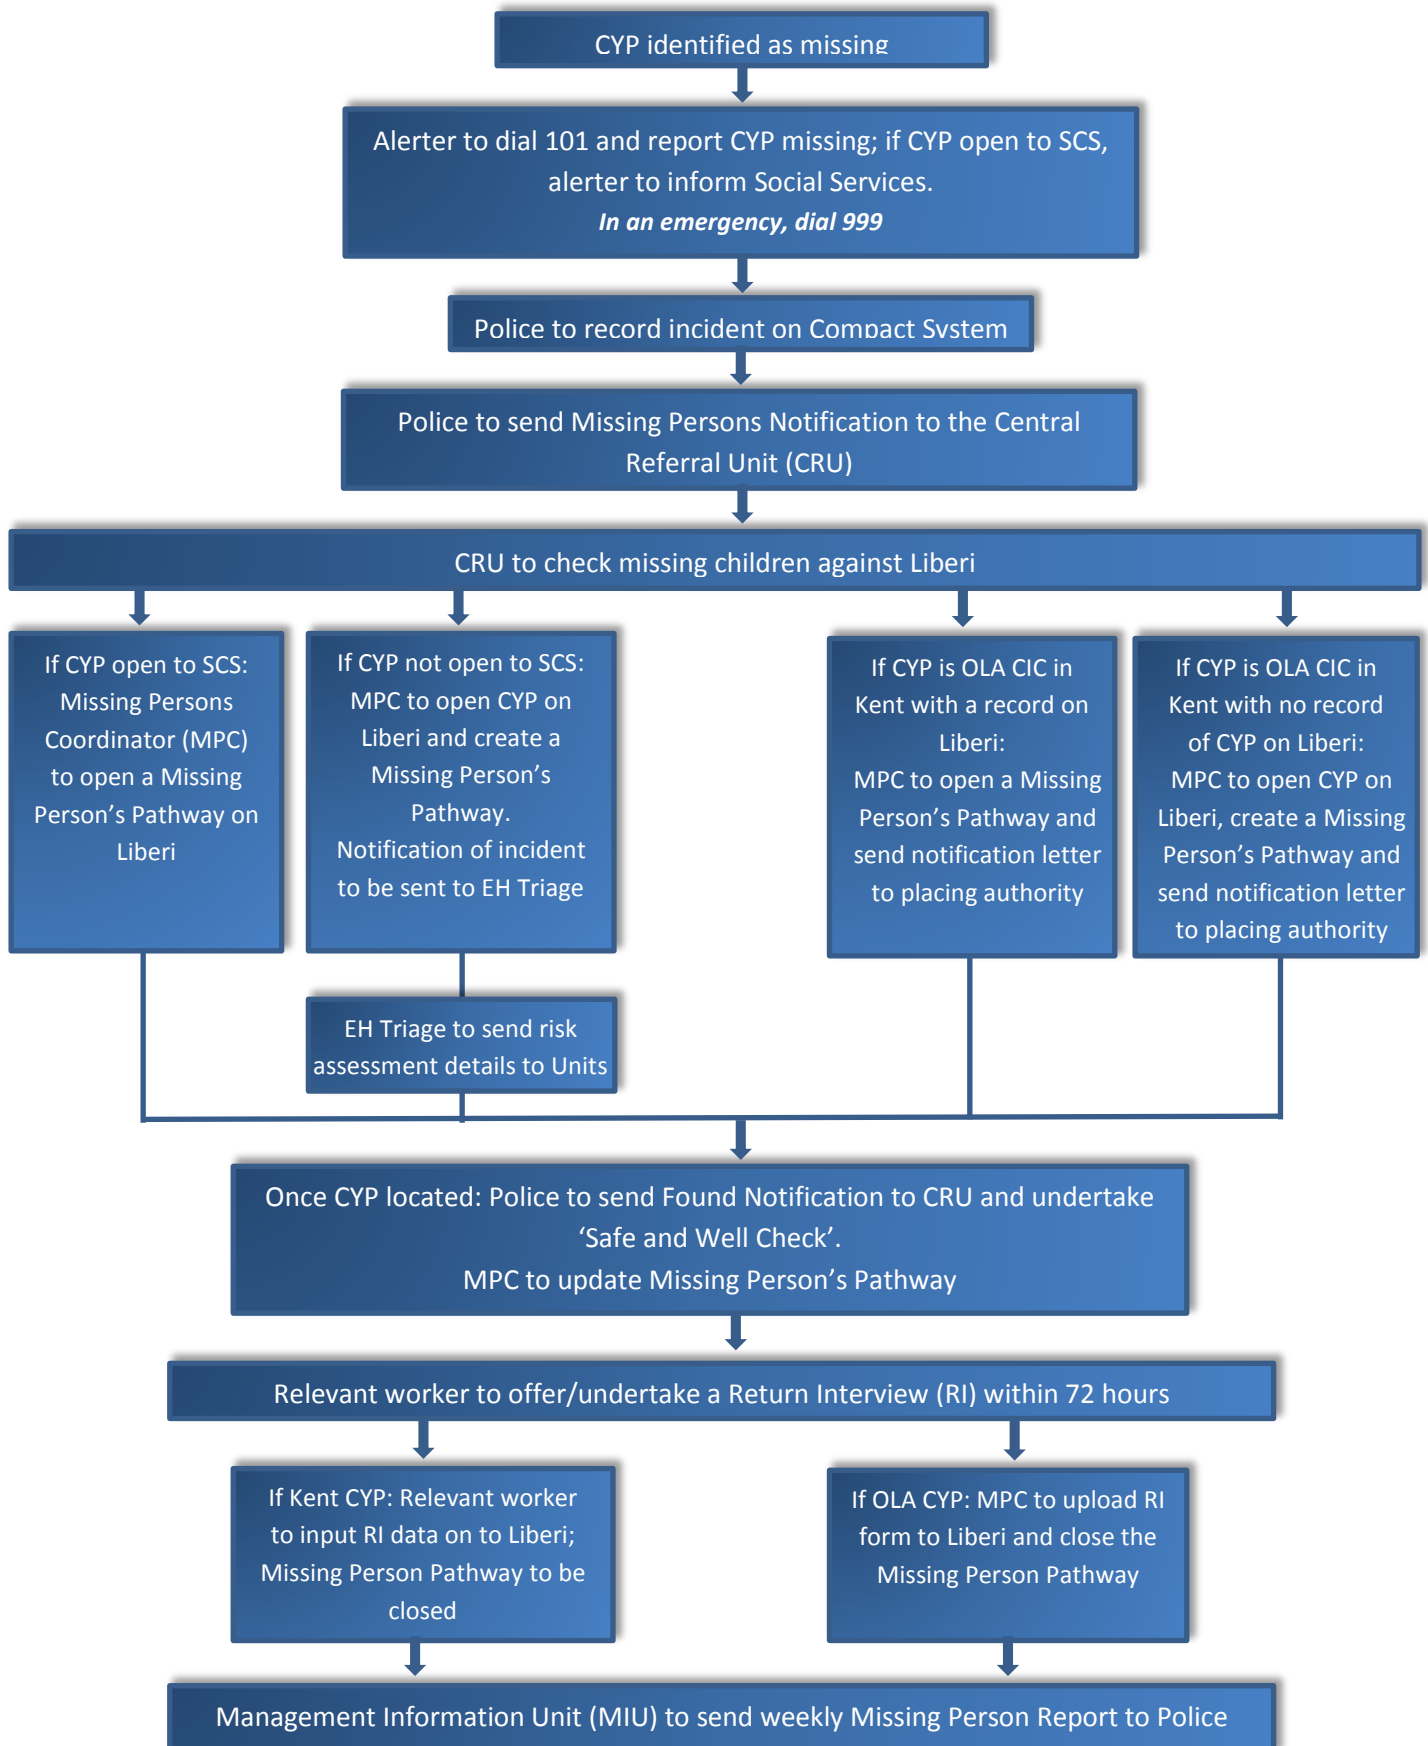 CYP identified as missing
Alerter to dial 101 and report CYP missing; if CYP open to SCS,
alerter to inform Social Services.
In an emergency, dial 999
Police to record incident on Compact System
Police to send Missing Persons Notification to the Central
Referral Unit (CRU)
CRU to check missing children against Liberi
If CYP open to SCS:
Missing Persons
Coordinator (MPC)
to open a Missing
Person’s Pathway on
Liberi
If CYP not open to SCS:
MPC to open CYP on
Liberi and create a
Missing Person’s
Pathway.
Notification of incident
to be sent to EH Triage
If CYP is OLA CIC in
Kent with a record on
Liberi:
MPC to open a Missing
Person’s Pathway and
send notification letter
to placing authority
If CYP is OLA CIC in
Kent with no record
of CYP on Liberi:
MPC to open CYP on
Liberi, create a Missing
Person’s Pathway and
send notification letter
to placing authority
EH Triage to send risk
assessment details to Units
Once CYP located: Police to send Found Notification to CRU and undertake
‘Safe and Well Check’.
MPC to update Missing Person’s Pathway
Relevant worker to offer/undertake a Return Interview (RI) within 72 hours
If Kent CYP: Relevant worker
to input RI data on to Liberi;
Missing Person Pathway to be
closed
If OLA CYP: MPC to upload RI
form to Liberi and close the
Missing Person Pathway
Management Information Unit (MIU) to send weekly Missing Person Report to Police